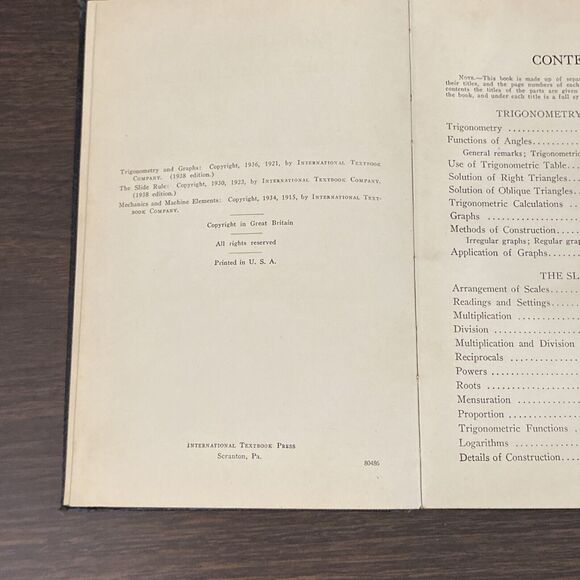 Trigonometry and Graphs: Copyright, 1936, 1921, by INTERNATIONAL TEXTBOOK
COMPANY. (1938 edition.)
The Slide Rule: Copyright, 1930, 1923, by INTERNATIONAL TEXTBOOK COMPANY.
(1938 edition.)
Mechanics and Machine Elements: Copyright, 1934, 1915, by INTERNATIONAL TEXT-
BOOK COMPANY.
Copyright in Great Britain
All rights reserved
Printed in U. S. A.
INTERNATIONAL TEXTBOOK PRESS
Scranton, Pa.
80486
CONTE
NOTE.—This book is made up of separ
their titles, and the page numbers of each
contents the titles of the parts are given
the book, and under each title is a full sy
TRIGONOMETRY
Trigonometry
Functions of Angles
General remarks; Trigonometric
Use of Trigonometric Table
Solution of Right Triangles
Solution of Oblique Triangles
Trigonometric Calculations
Graphs
Methods of Construction
Irregular graphs; Regular grap
Application of Graphs
THE SL
Arrangement of Scales
Readings and Settings
Multiplication
Division
Multiplication and Division
Reciprocals
Powers
Roots
Mensuration
Proportion
Trigonometric Functions
Logarithms
Details of Construction